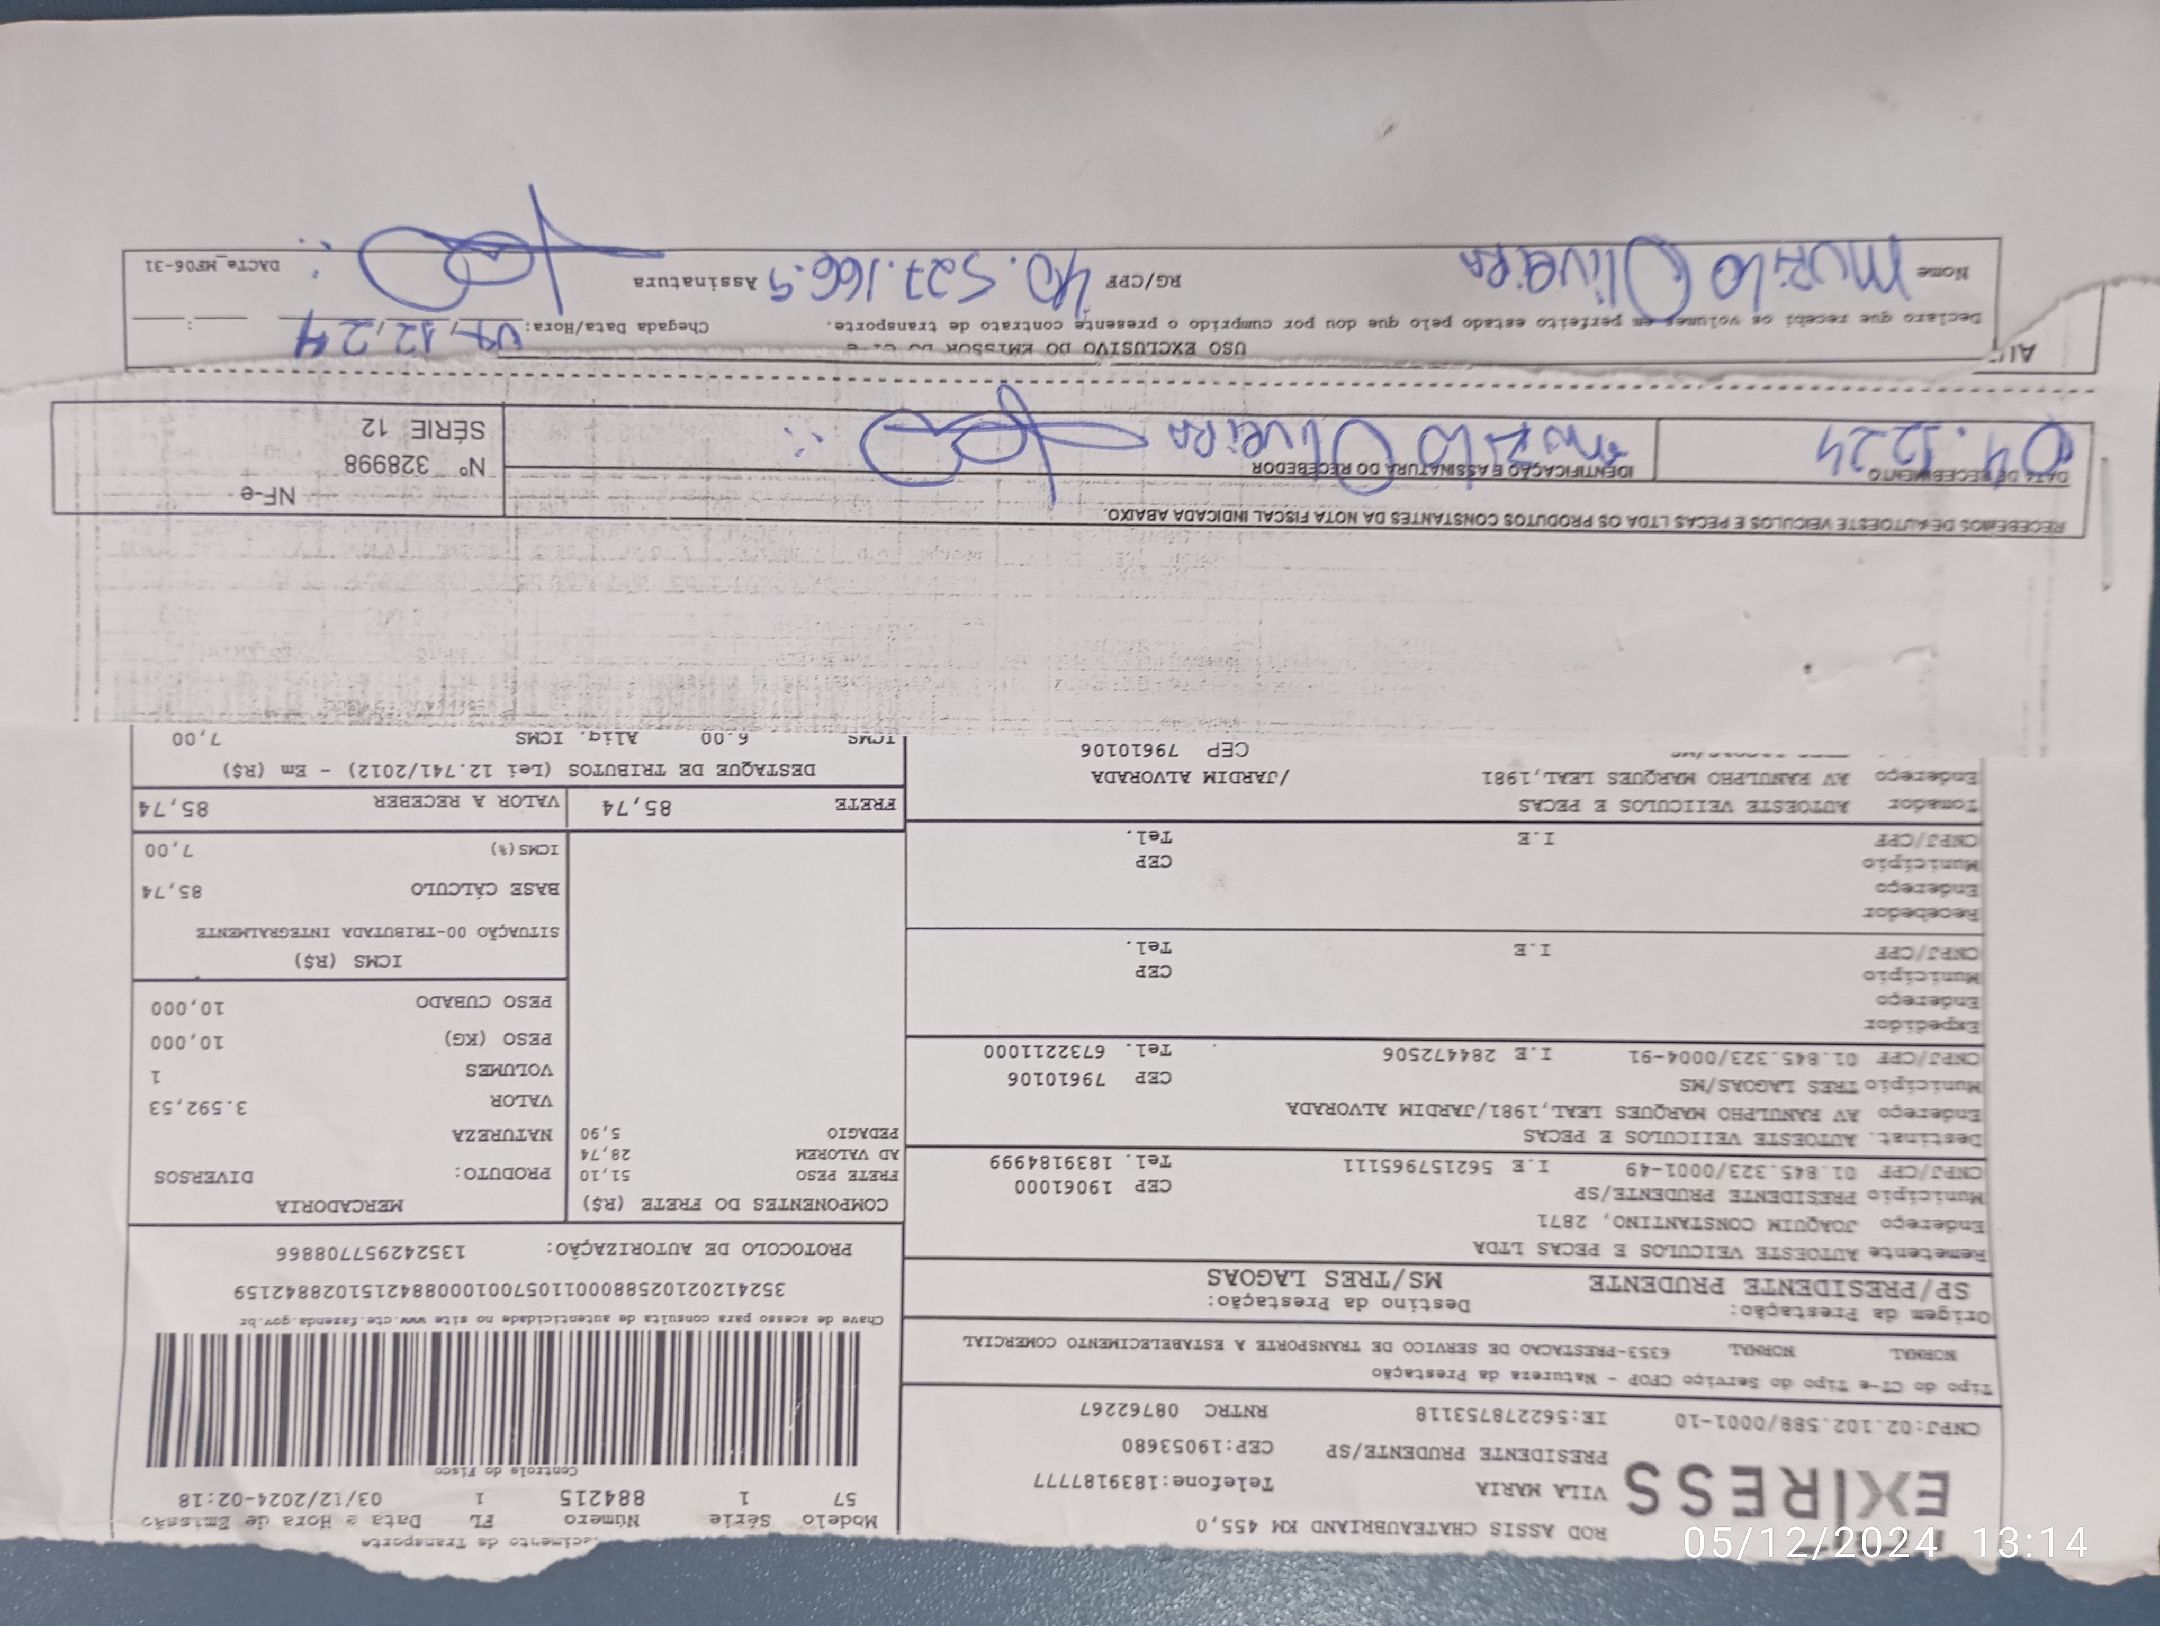 ecimento de Transporte
EXPRESS
ROD ASSIS CHATEAUBRIAND KM 455,0
VILA MARIA Telefone:1839187777
PRESIDENTE PRUDENTE/SP CEP:19053680
CNPJ:02.102.588/0001-10 IE:562278753118 RNTRC 08762267
Modelo Série Número FL Data e Hora de Emissão
57 1 884215 1 03/12/2024-02:18
Controle do Fisco
Tipo do CT-e Tipo do Serviço CFOP - Natureza da Prestação
NORMAL NORMAL 6353-PRESTACAO DE SERVICO DE TRANSPORTE A ESTABELECIMENTO COMERCIAL
Chave de acesso para consulta de autenticidade no site www.cte.fazenda.gov.br
35241202102588000110570010000884215102884 2159
Origem da Prestação: Destino da Prestação:
SP/PRESIDENTE PRUDENTE MS/TRES LAGOAS
PROTOCOLO DE AUTORIZAÇÃO: 135242957708866
Remetente AUTOESTE VEICULOS E PECAS LTDA
Endereço JOAQUIM CONSTANTINO, 2871
Município PRESIDENTE PRUDENTE/SP CEP 19061000
CNPJ/CPF 01.845.323/0001-49 I.E 562157965111 Tel. 1839184999
Destinat. AUTOESTE VEIICULOS E PECAS
Endereço AV RANULPHO MARQUES LEAL,1981/JARDIM ALVORADA
Município TRES LAGOAS/MS CEP 79610106
CNPJ/CPF 01.845.323/0004-91 I.E 284472506 Tel. 6732211000
Expedidor
Endereço
Município CEP
CNPJ/CPF I.E Tel.
Recebedor
Endereço
Município CEP
CNPJ/CPF I.E Tel.
Tomador AUTOESTE VEIICULOS E PECAS
Endereço AV RANULPHO MARQUES LEAL,1981 /JARDIM ALVORADA
CEP 79610106
COMPONENTES DO FRETE (R$)
FRETE PESO 51,10
AD VALOREM 28,74
PEDAGIO 5,90
MERCADORIA
PRODUTO: DIVERSOS
NATUREZA
VALOR 3.592,53
VOLUMES 1
PESO (KG) 10,000
PESO CUBADO 10,000
ICMS (R$)
SITUAÇÃO 00-TRIBUTADA INTEGRALMENTE
BASE CÁLCULO 85,74
ICMS(%) 7,00
FRETE 85,74 VALOR A RECEBER 85,74
DESTAQUE DE TRIBUTOS (Lei 12.741/2012) - Em (R$)
ICMS 6.00 Aliq. ICMS 7,00
RECEBEMOS DE AUTOESTE VEICULOS E PECAS LTDA OS PRODUTOS CONSTANTES DA NOTA FISCAL INDICADA ABAIXO.
DATA DE RECEBIMENTO IDENTIFICAÇÃO E ASSINATURA DO RECEBEDOR
04.12.24 MURILO OLIVEIRA
NF-e
Nº 328998
SÉRIE 12
USO EXCLUSIVO DO EMISSOR DO CT-e
Declaro que recebi os volumes em perfeito estado pelo que dou por cumprido o presente contrato de transporte. Chegada Data/Hora: 04/12/24 :
Nome MURILO OLIVEIRA RG/CPF 40.527.166.9 Assinatura
DACTe_MF06-31
05/12/2024 13:14